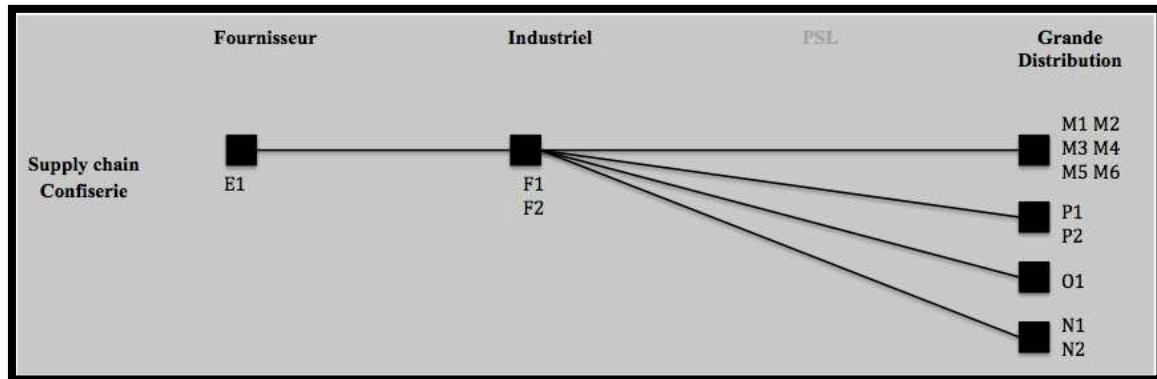 Fournisseur
Industriel
PSL
Grande
Distribution
Supply chain
Confiserie
E1
F1
F2
M1 M2
M3 M4
M5 M6
P1
P2
O1
N1
N2